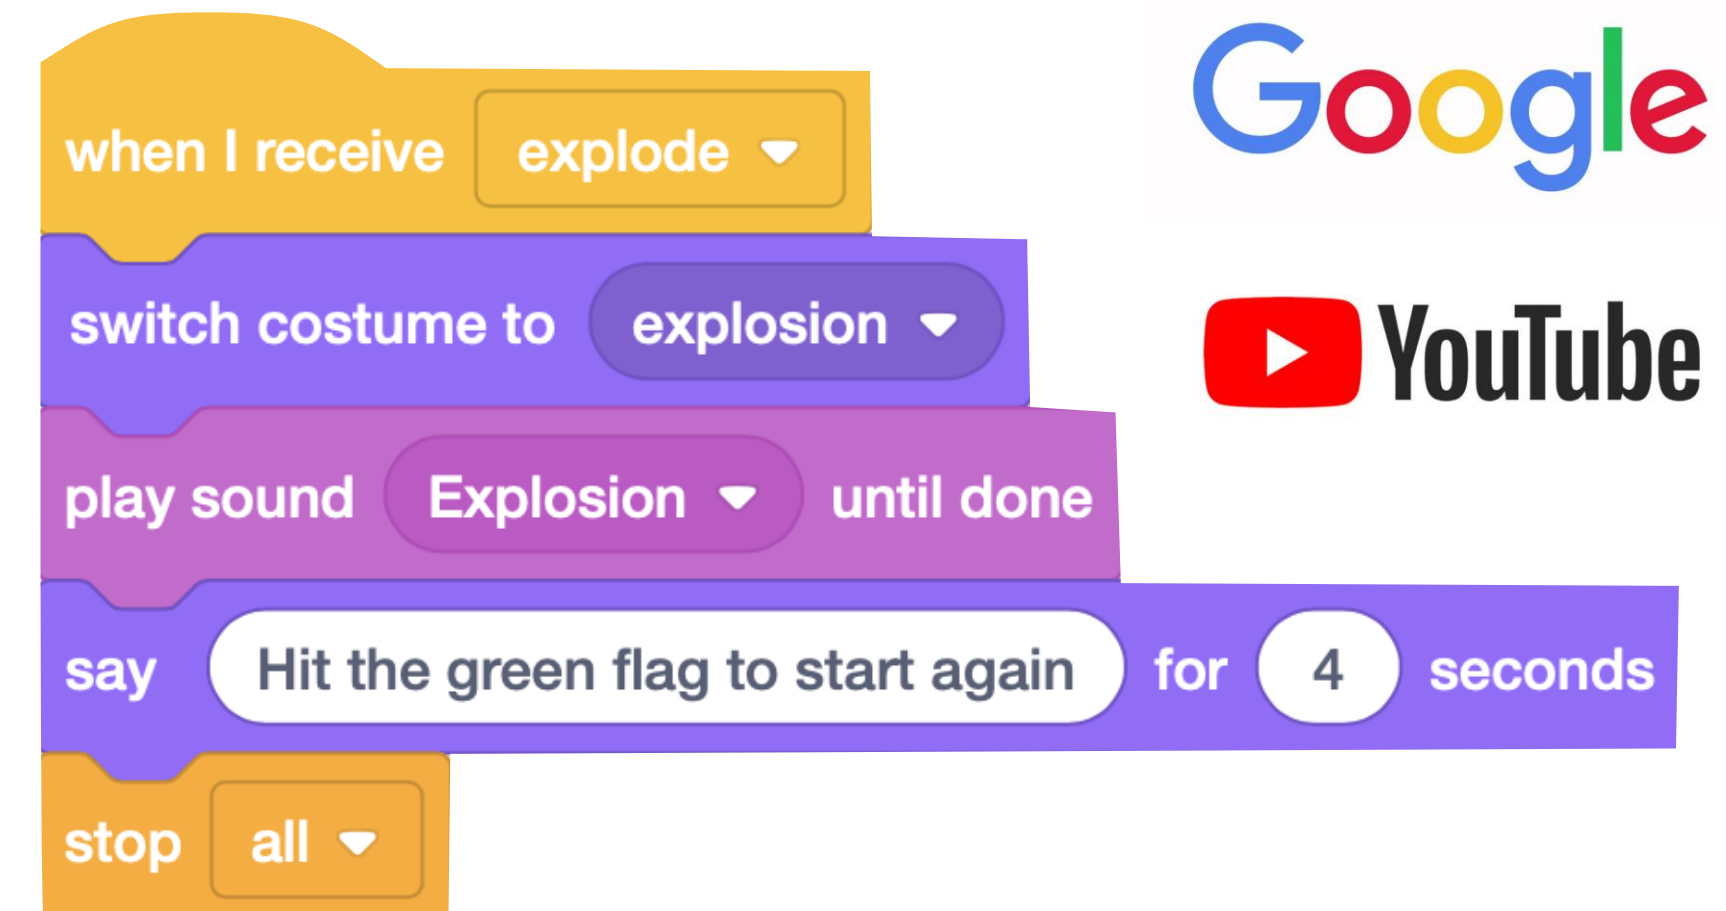 when I receive explode
switch costume to explosion
play sound Explosion until done
say Hit the green flag to start again for 4 seconds
stop all
Google
YouTube